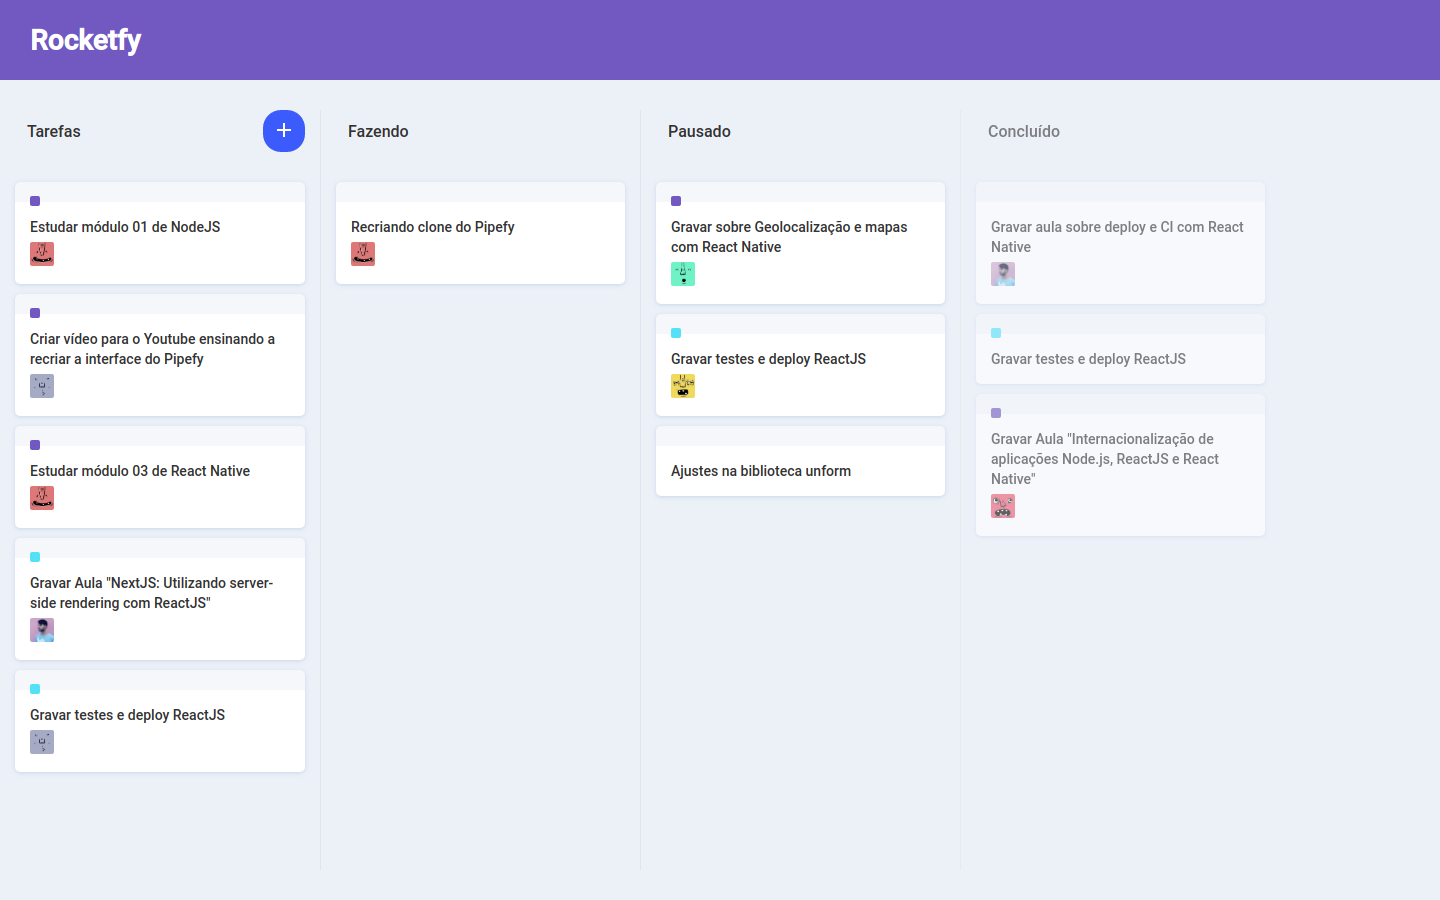 Rocketfy
Tarefas
Estudar módulo 01 de NodeJS
Criar vídeo para o Youtube ensinando a
recriar a interface do Pipefy
Estudar módulo 03 de React Native
Gravar Aula "NextJS: Utilizando server-
side rendering com ReactJS"
Gravar testes e deploy ReactJS
Fazendo
Recriando clone do Pipefy
Pausado
Gravar sobre Geolocalização e mapas
com React Native
Gravar testes e deploy ReactJS
Ajustes na biblioteca unform
Concluído
Gravar aula sobre deploy e CI com React
Native
Gravar testes e deploy ReactJS
Gravar Aula "Internacionalização de
aplicações Node.js, ReactJS e React
Native"